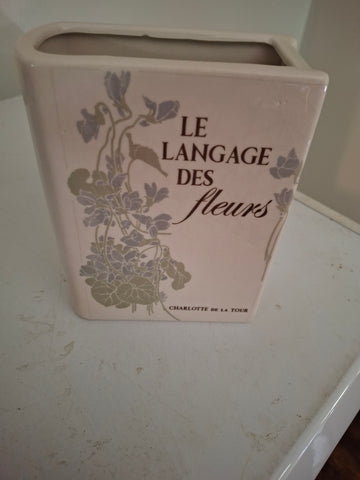 LE
LANGAGE
DES
fleurs
CHARLOTTE DE LA TOUR